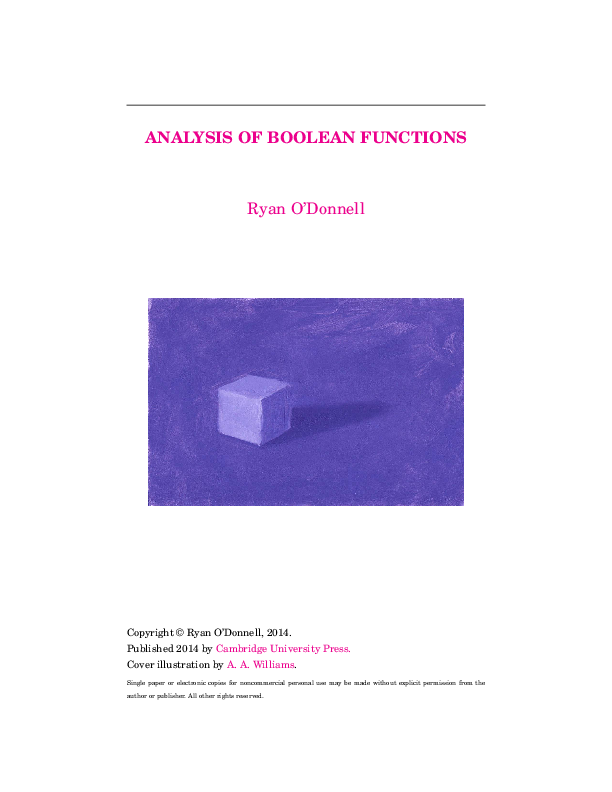 ANALYSIS OF BOOLEAN FUNCTIONS
Ryan O’Donnell
Copyright © Ryan O’Donnell, 2014.
Published 2014 by Cambridge University Press.
Cover illustration by A. A. Williams.
Single paper or electronic copies for noncommercial personal use may be made without explicit permission from the
author or publisher. All other rights reserved.